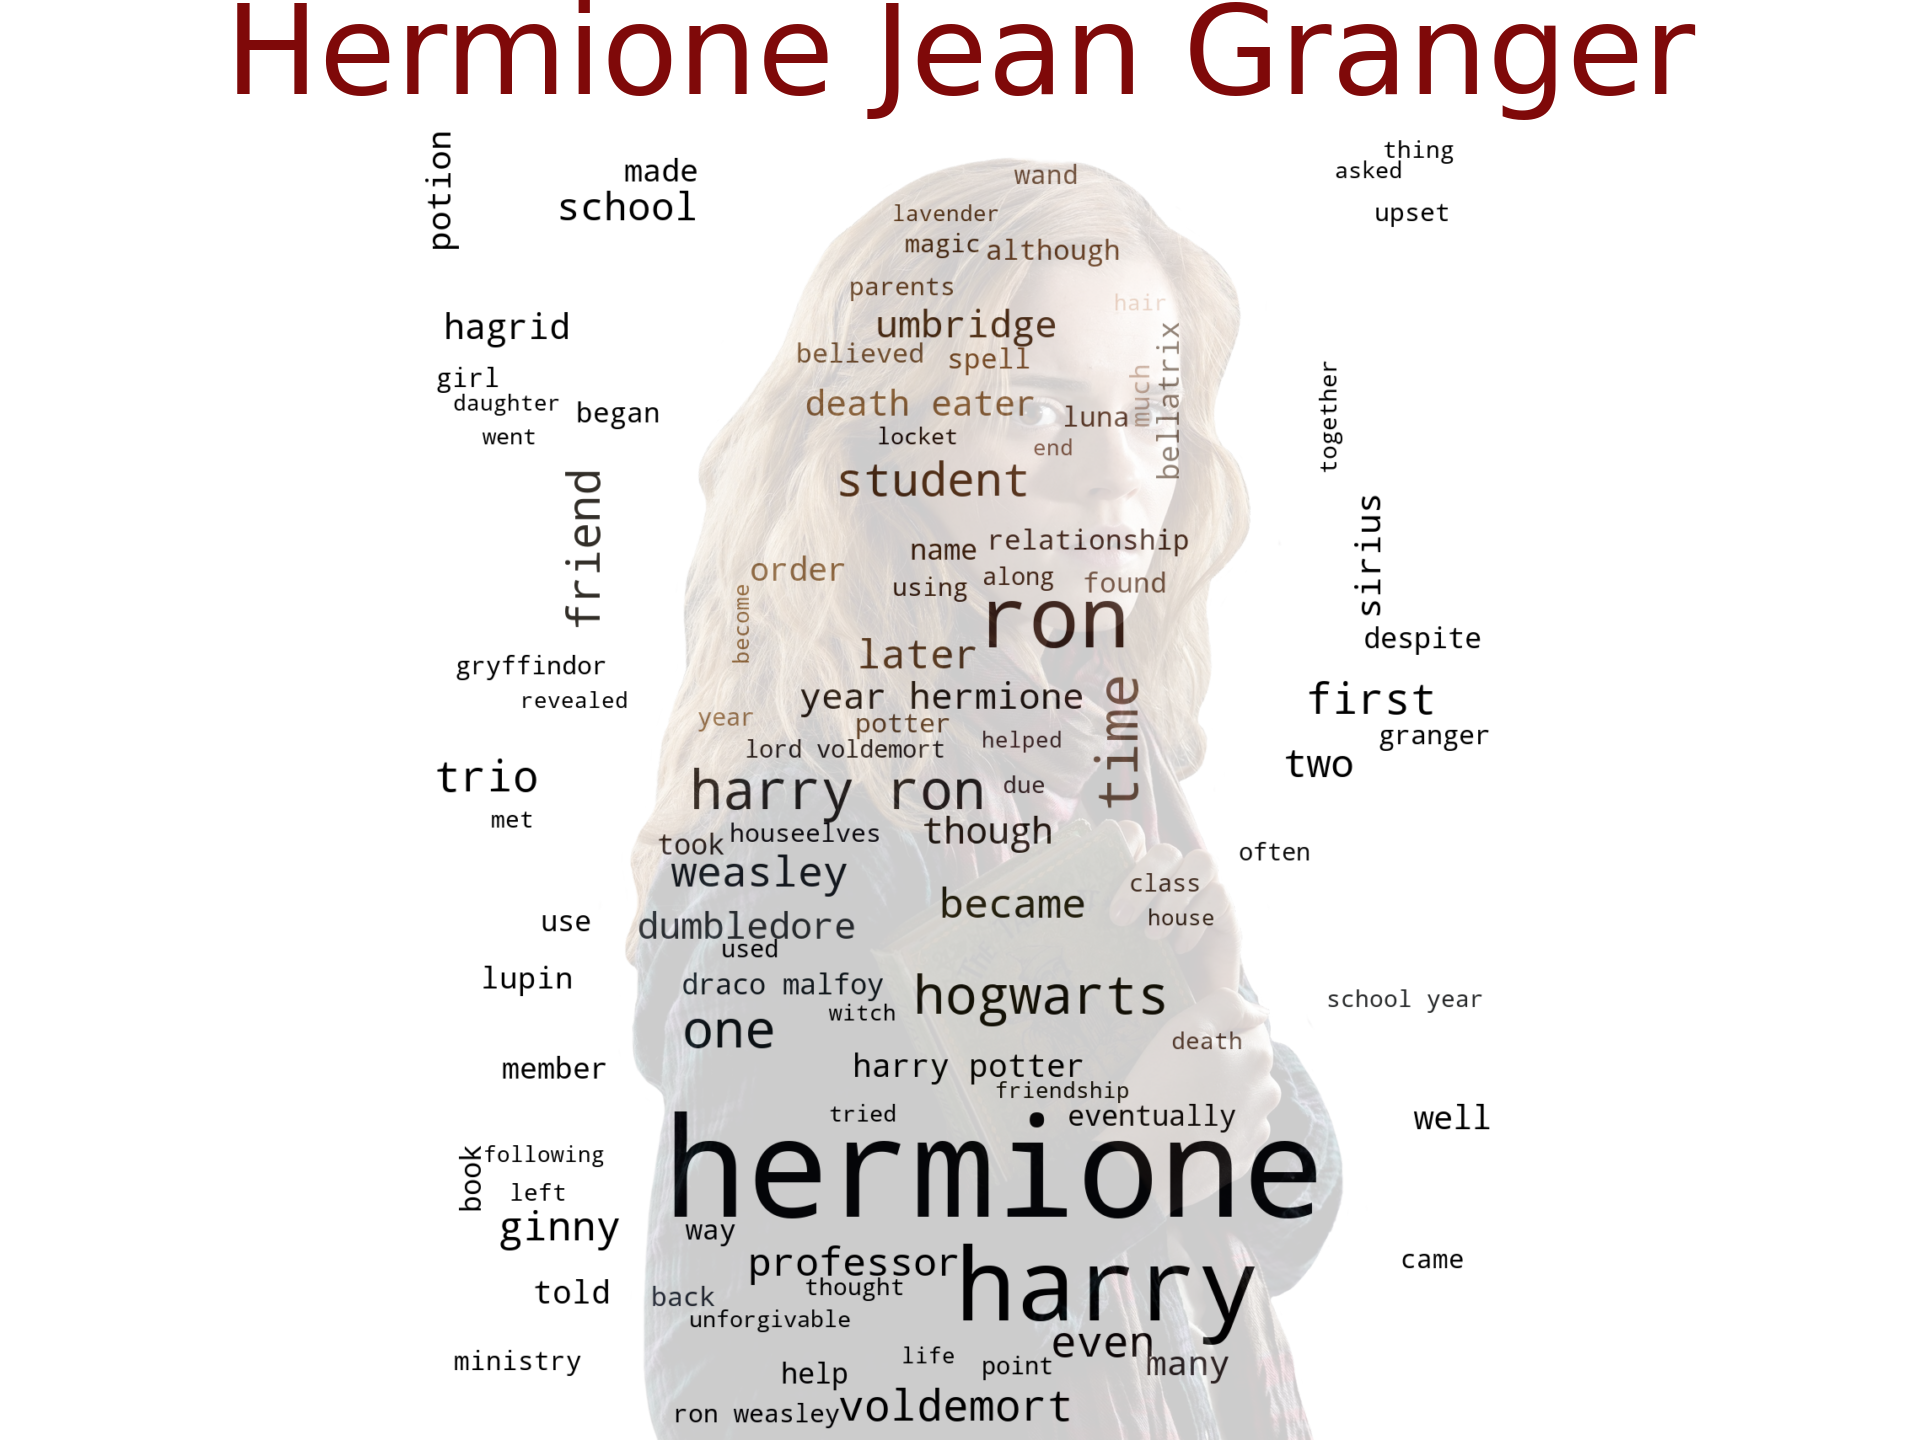 Hermione Jean Granger
potion
made
school
wand
thing
asked
upset
lavender
magic
although
parents
hair
hagrid
umbridge
believed
spell
bellatrix
much
together
girl
daughter
began
went
death eater
luna
locket
end
friend
student
sirius
name
relationship
order
using
along
found
become
ron
despite
gryffindor
later
revealed
year hermione
time
first
year
potter
granger
lord voldemort
helped
two
trio
harry ron
due
met
took
houseelves
though
often
weasley
class
became
house
use
dumbledore
used
lupin
draco malfoy
hogwarts
school year
witch
one
death
member
harry potter
friendship
tried
eventually
well
book
following
hermione
left
ginny
way
professor
harry
came
told
back
thought
unforgivable
even
ministry
life
point
many
help
ron weasley
voldemort